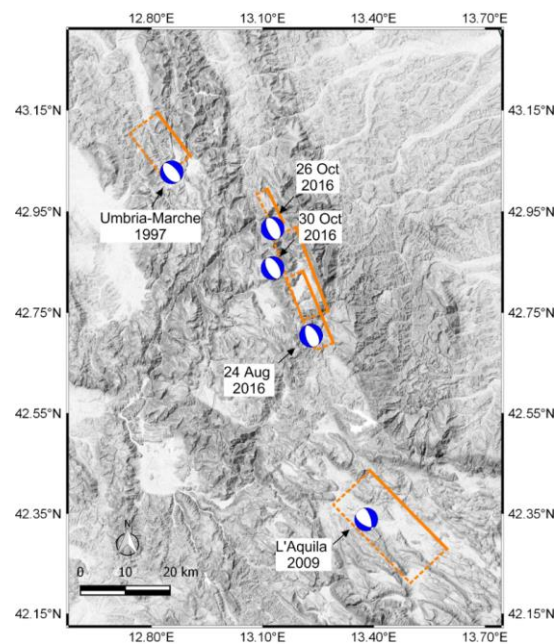 12.80°E 13.10°E 13.40°E 13.70°E
43.15°N 43.15°N
26 Oct
2016
42.95°N 42.95°N
Umbria-Marche
1997
30 Oct
2016
42.75°N 42.75°N
24 Aug
2016
42.55°N 42.55°N
42.35°N 42.35°N
L'Aquila
2009
N
0 10 20 km
42.15°N 42.15°N
12.80°E 13.10°E 13.40°E 13.70°E